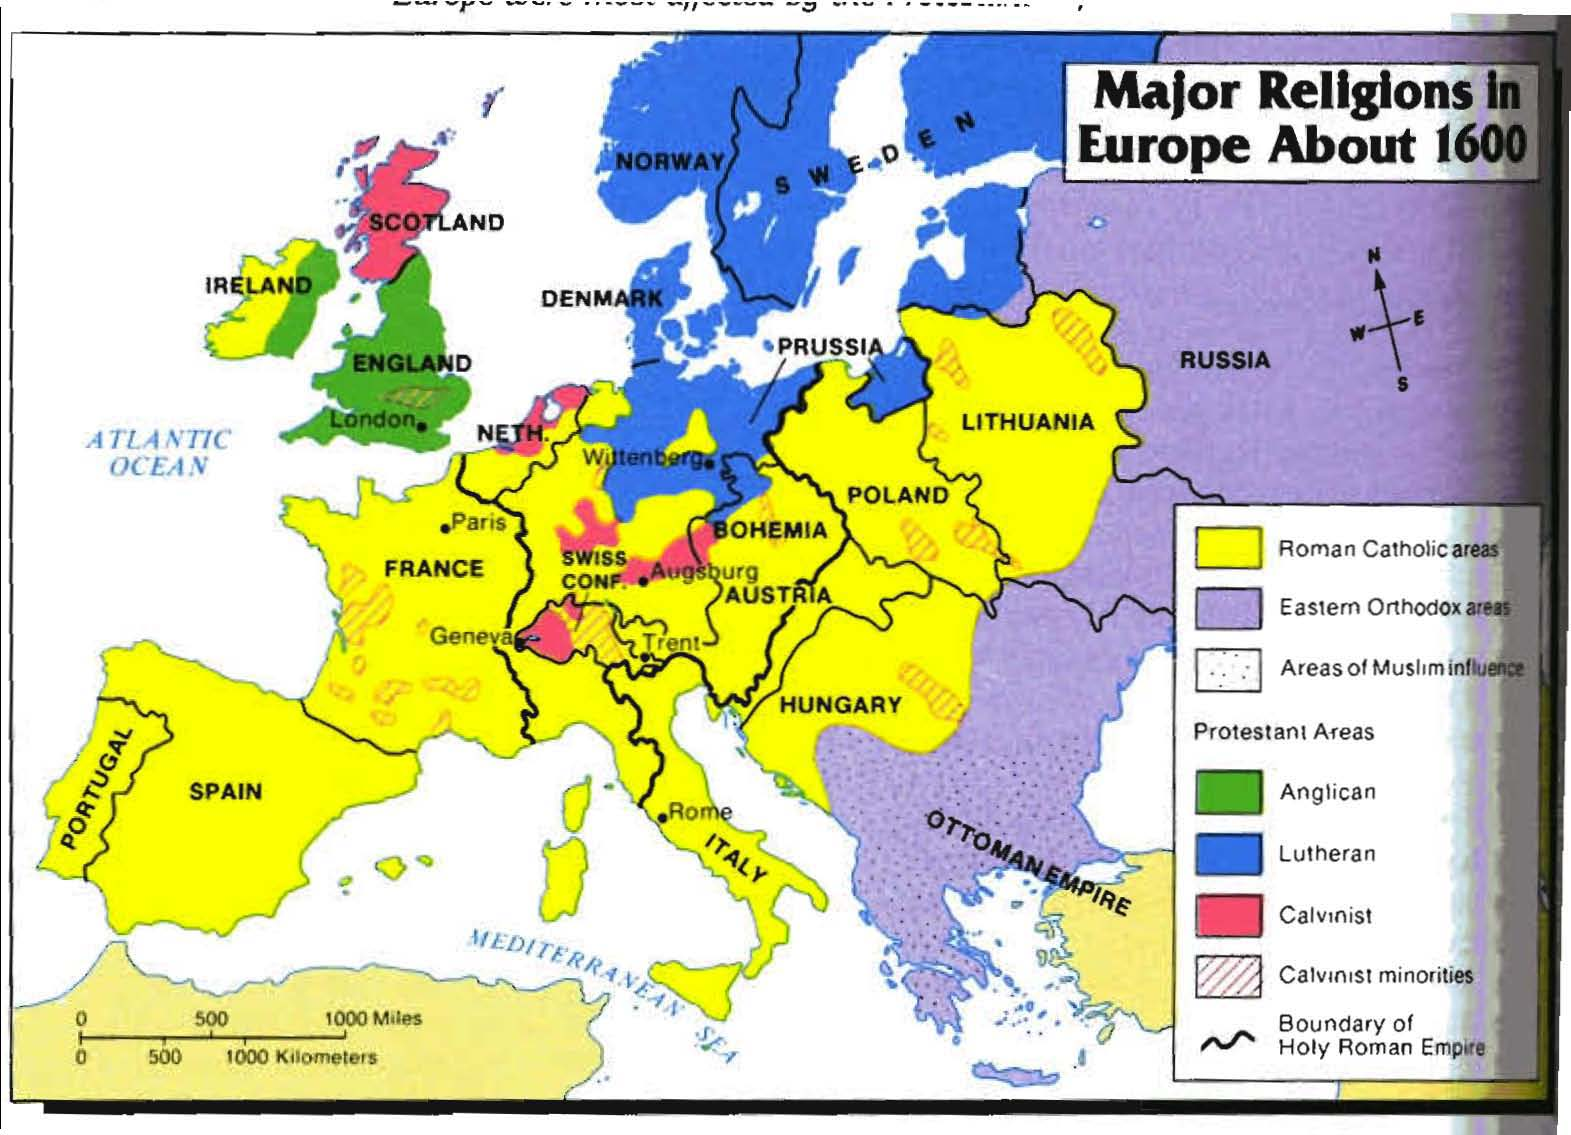 Major Religions in
Europe About 1600
NORWAY
SWEDEN
SCOTLAND
IRELAND
DENMARK
N
W E
S
PRUSSIA
RUSSIA
ENGLAND
London
LITHUANIA
NETH.
ATLANTIC
OCEAN
Wittenberg
POLAND
Paris
BOHEMIA
FRANCE
SWISS
CONF.
Augsburg
AUSTRIA
Geneva
Trent
HUNGARY
PORTUGAL
SPAIN
Rome
ITALY
OTTOMAN EMPIRE
MEDITERRANEAN SEA
0 500 1000 Miles
0 500 1000 Kilometers
Roman Catholic areas
Eastern Orthodox areas
Areas of Muslim influence
Protestant Areas
Anglican
Lutheran
Calvinist
Calvinist minorities
Boundary of
Holy Roman Empire